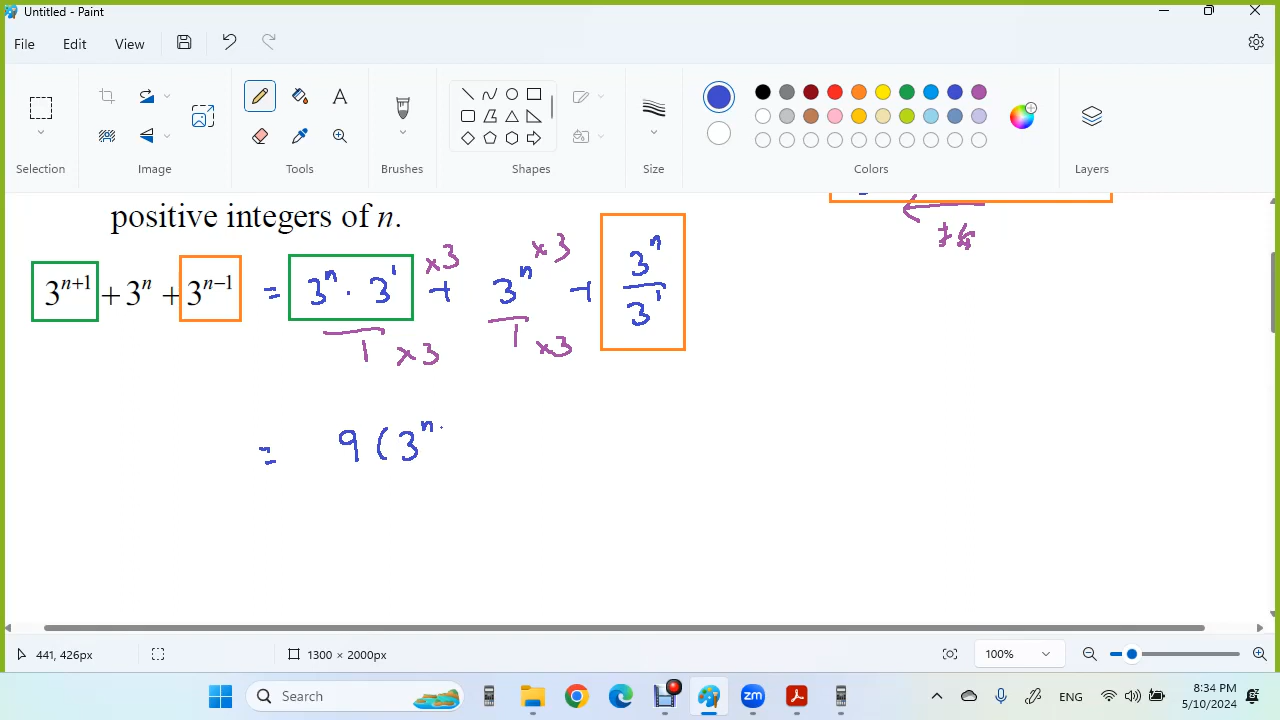 Untitled - Paint
File Edit View
Selection Image Tools Brushes Shapes Size Colors Layers
positive integers of n.
×3 ×3
3^{n+1} + 3^n + 3^{n-1} = 3^n · 3^1 + 3^n + 3^n / 3^1
1 ×3 1 ×3
= 9 ( 3^n
441, 426px 1300 × 2000px 100%
Search zm ENG 8:34 PM
5/10/2024